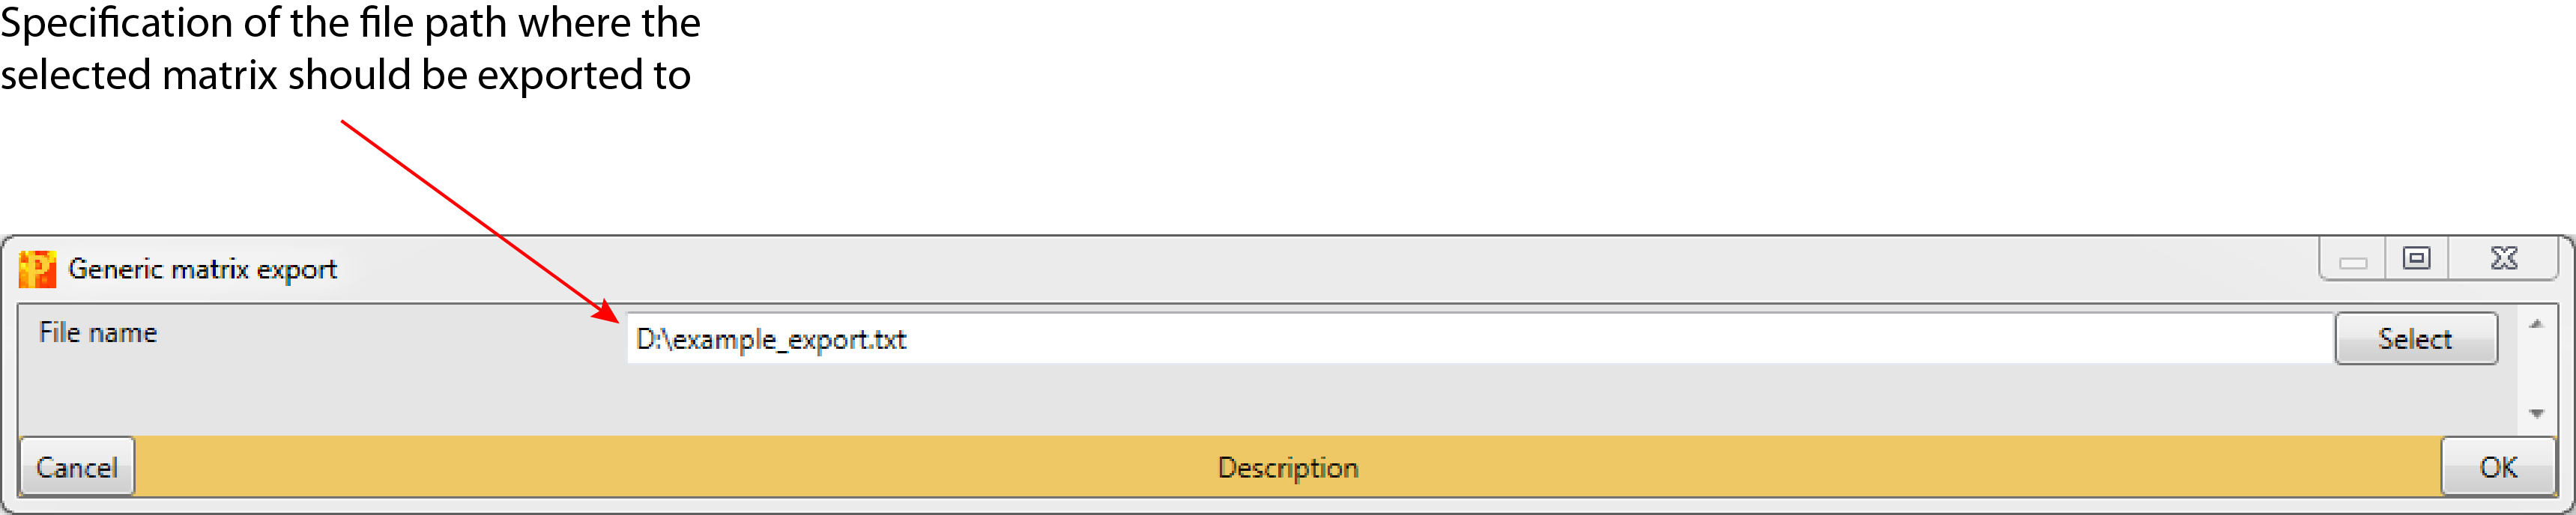 Specification of the file path where the
selected matrix should be exported to
P Generic matrix export
File name
D:\example_export.txt
Select
Cancel
Description
OK